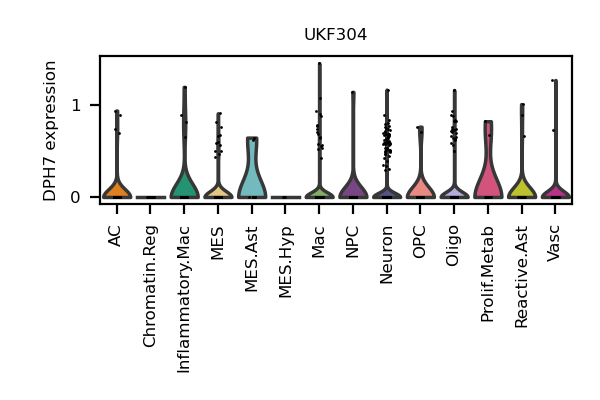 UKF304
DPH7 expression
1
0
AC
Chromatin.Reg
Inflammatory.Mac
MES
MES.Ast
MES.Hyp
Mac
NPC
Neuron
OPC
Oligo
Prolif.Metab
Reactive.Ast
Vasc